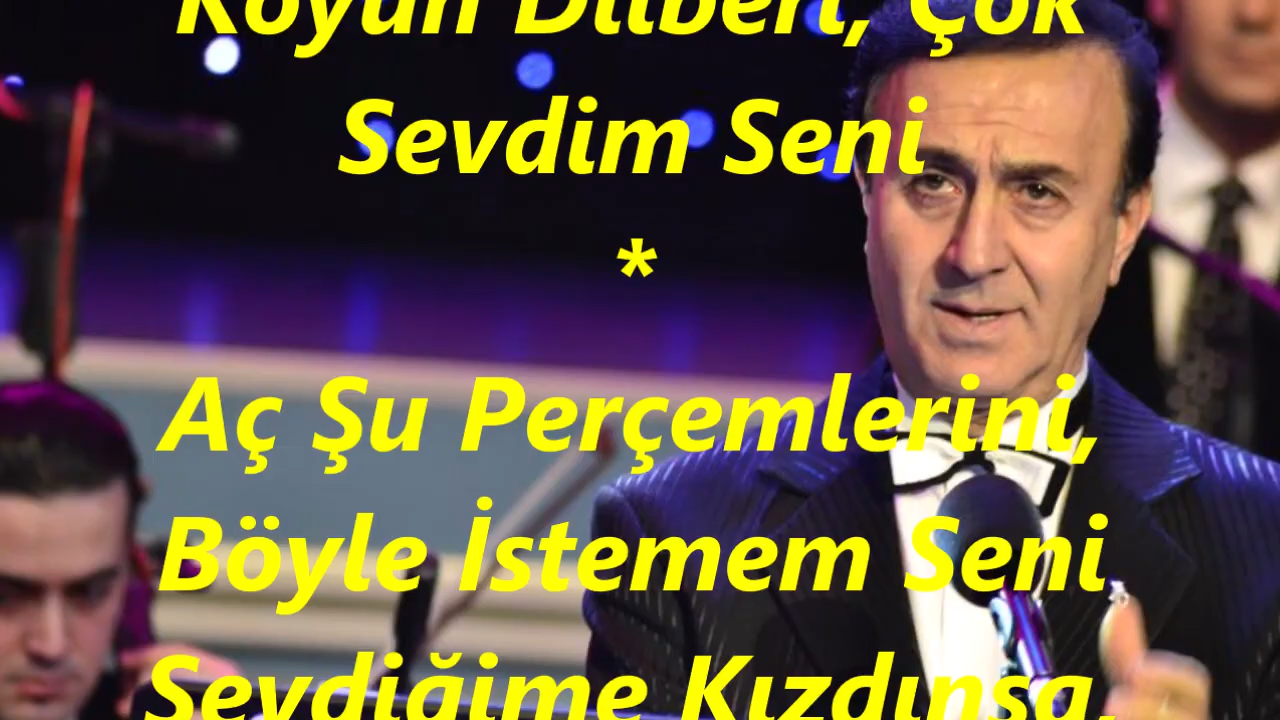 Köyün Dilberi, Çok
Sevdim Seni
*
Aç Şu Perçemlerini,
Böyle İstemem Seni
Sevdiğime Kızdınsa,